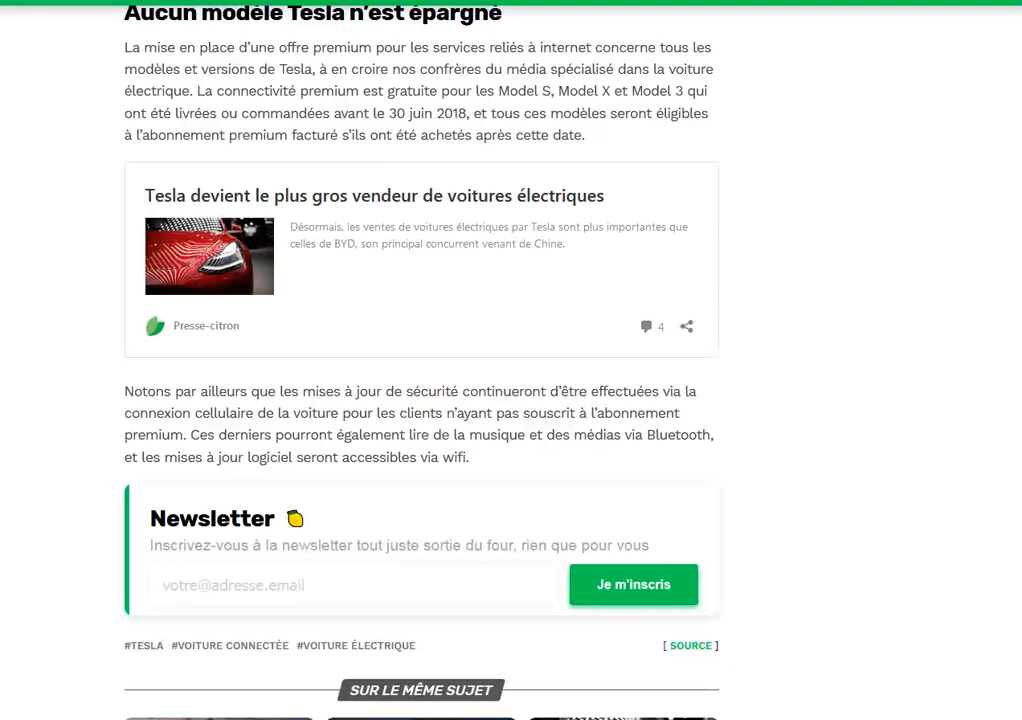 Aucun modèle Tesla n’est épargné
La mise en place d’une offre premium pour les services reliés à internet concerne tous les
modèles et versions de Tesla, à en croire nos confrères du média spécialisé dans la voiture
électrique. La connectivité premium est gratuite pour les Model S, Model X et Model 3 qui
ont été livrées ou commandées avant le 30 juin 2018, et tous ces modèles seront éligibles
à l’abonnement premium facturé s’ils ont été achetés après cette date.
Tesla devient le plus gros vendeur de voitures électriques
Désormais, les ventes de voitures électriques par Tesla sont plus importantes que
celles de BYD, son principal concurrent venant de Chine.
Presse-citron
4
Notons par ailleurs que les mises à jour de sécurité continueront d’être effectuées via la
connexion cellulaire de la voiture pour les clients n’ayant pas souscrit à l’abonnement
premium. Ces derniers pourront également lire de la musique et des médias via Bluetooth,
et les mises à jour logiciel seront accessibles via wifi.
Newsletter
Inscrivez-vous à la newsletter tout juste sortie du four, rien que pour vous
votre@adresse.email
Je m'inscris
#TESLA #VOITURE CONNECTÉE #VOITURE ÉLECTRIQUE
[ SOURCE ]
SUR LE MÊME SUJET